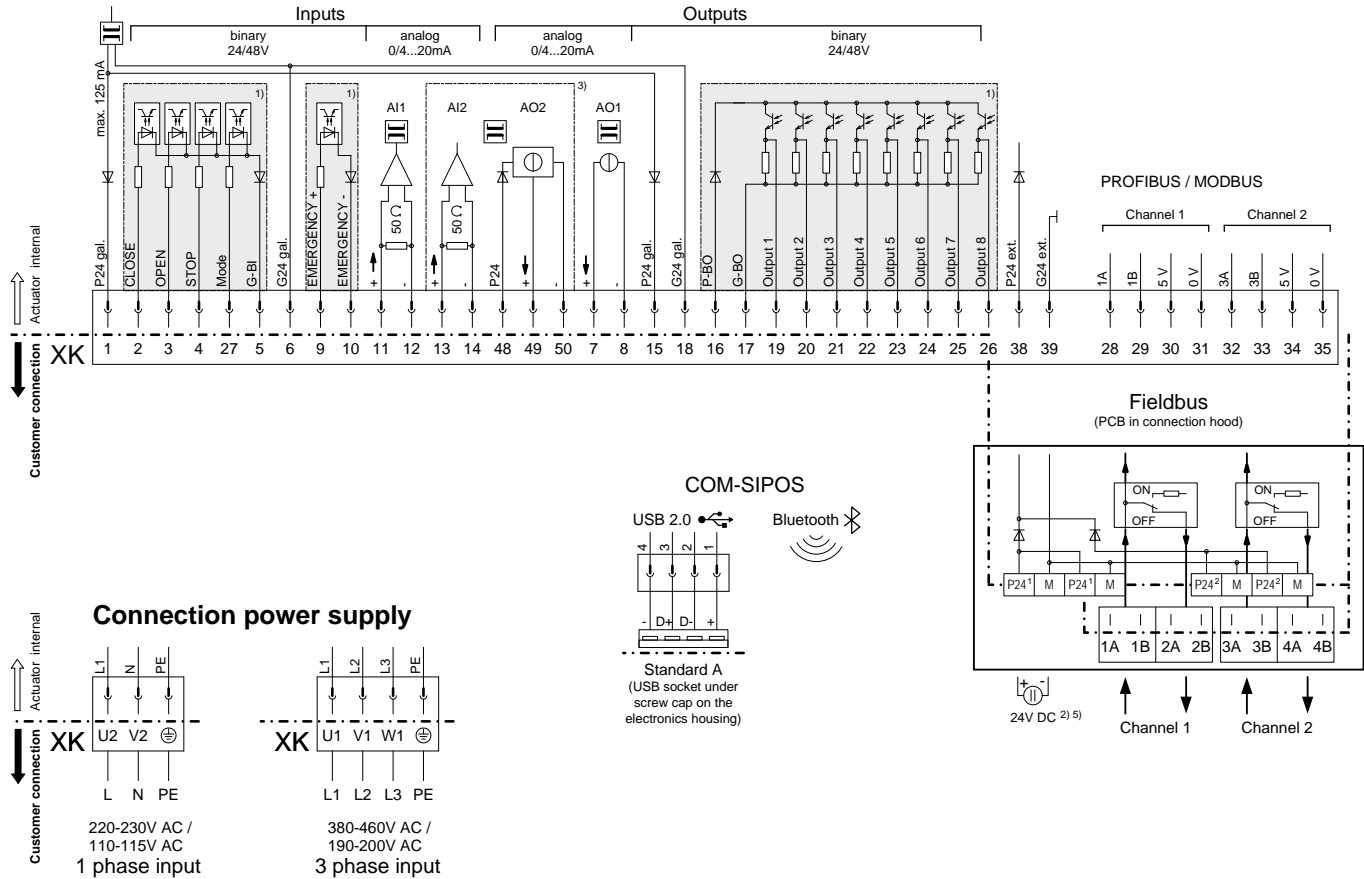 Inputs
Outputs
binary
24/48V
analog
0/4...20mA
analog
0/4...20mA
binary
24/48V
max. 125 mA
1)
1)
3)
1)
AI1
AI2
AO2
AO1
50 Ω
50 Ω
PROFIBUS / MODBUS
Channel 1
Channel 2
Actuator internal
P24 gal.
CLOSE
OPEN
STOP
Mode
G-BI
G24 gal.
EMERGENCY +
EMERGENCY -
+
-
+
-
P24
+
-
+
-
P24 gal.
G24 gal.
P-BO
G-BO
Output 1
Output 2
Output 3
Output 4
Output 5
Output 6
Output 7
Output 8
P24 ext.
G24 ext.
1A
1B
5 V
0 V
3A
3B
5 V
0 V
Customer connection
XK 1 2 3 4 27 5 6 9 10 11 12 13 14 48 49 50 7 8 15 18 16 17 19 20 21 22 23 24 25 26 38 39 28 29 30 31 32 33 34 35
Fieldbus
(PCB in connection hood)
ON
OFF
ON
OFF
P24¹ M P24¹ M
P24² M P24² M
1A 1B 2A 2B 3A 3B 4A 4B
+ -
24V DC 2) 5)
Channel 1
Channel 2
COM-SIPOS
USB 2.0
Bluetooth
4 3 2 1
- D+ D- +
Standard A
(USB socket under
screw cap on the
electronics housing)
Connection power supply
Actuator internal
Customer connection
L1 N PE
XK U2 V2
L N PE
220-230V AC /
110-115V AC
1 phase input
L1 L2 L3 PE
XK U1 V1 W1
L1 L2 L3 PE
380-460V AC /
190-200V AC
3 phase input